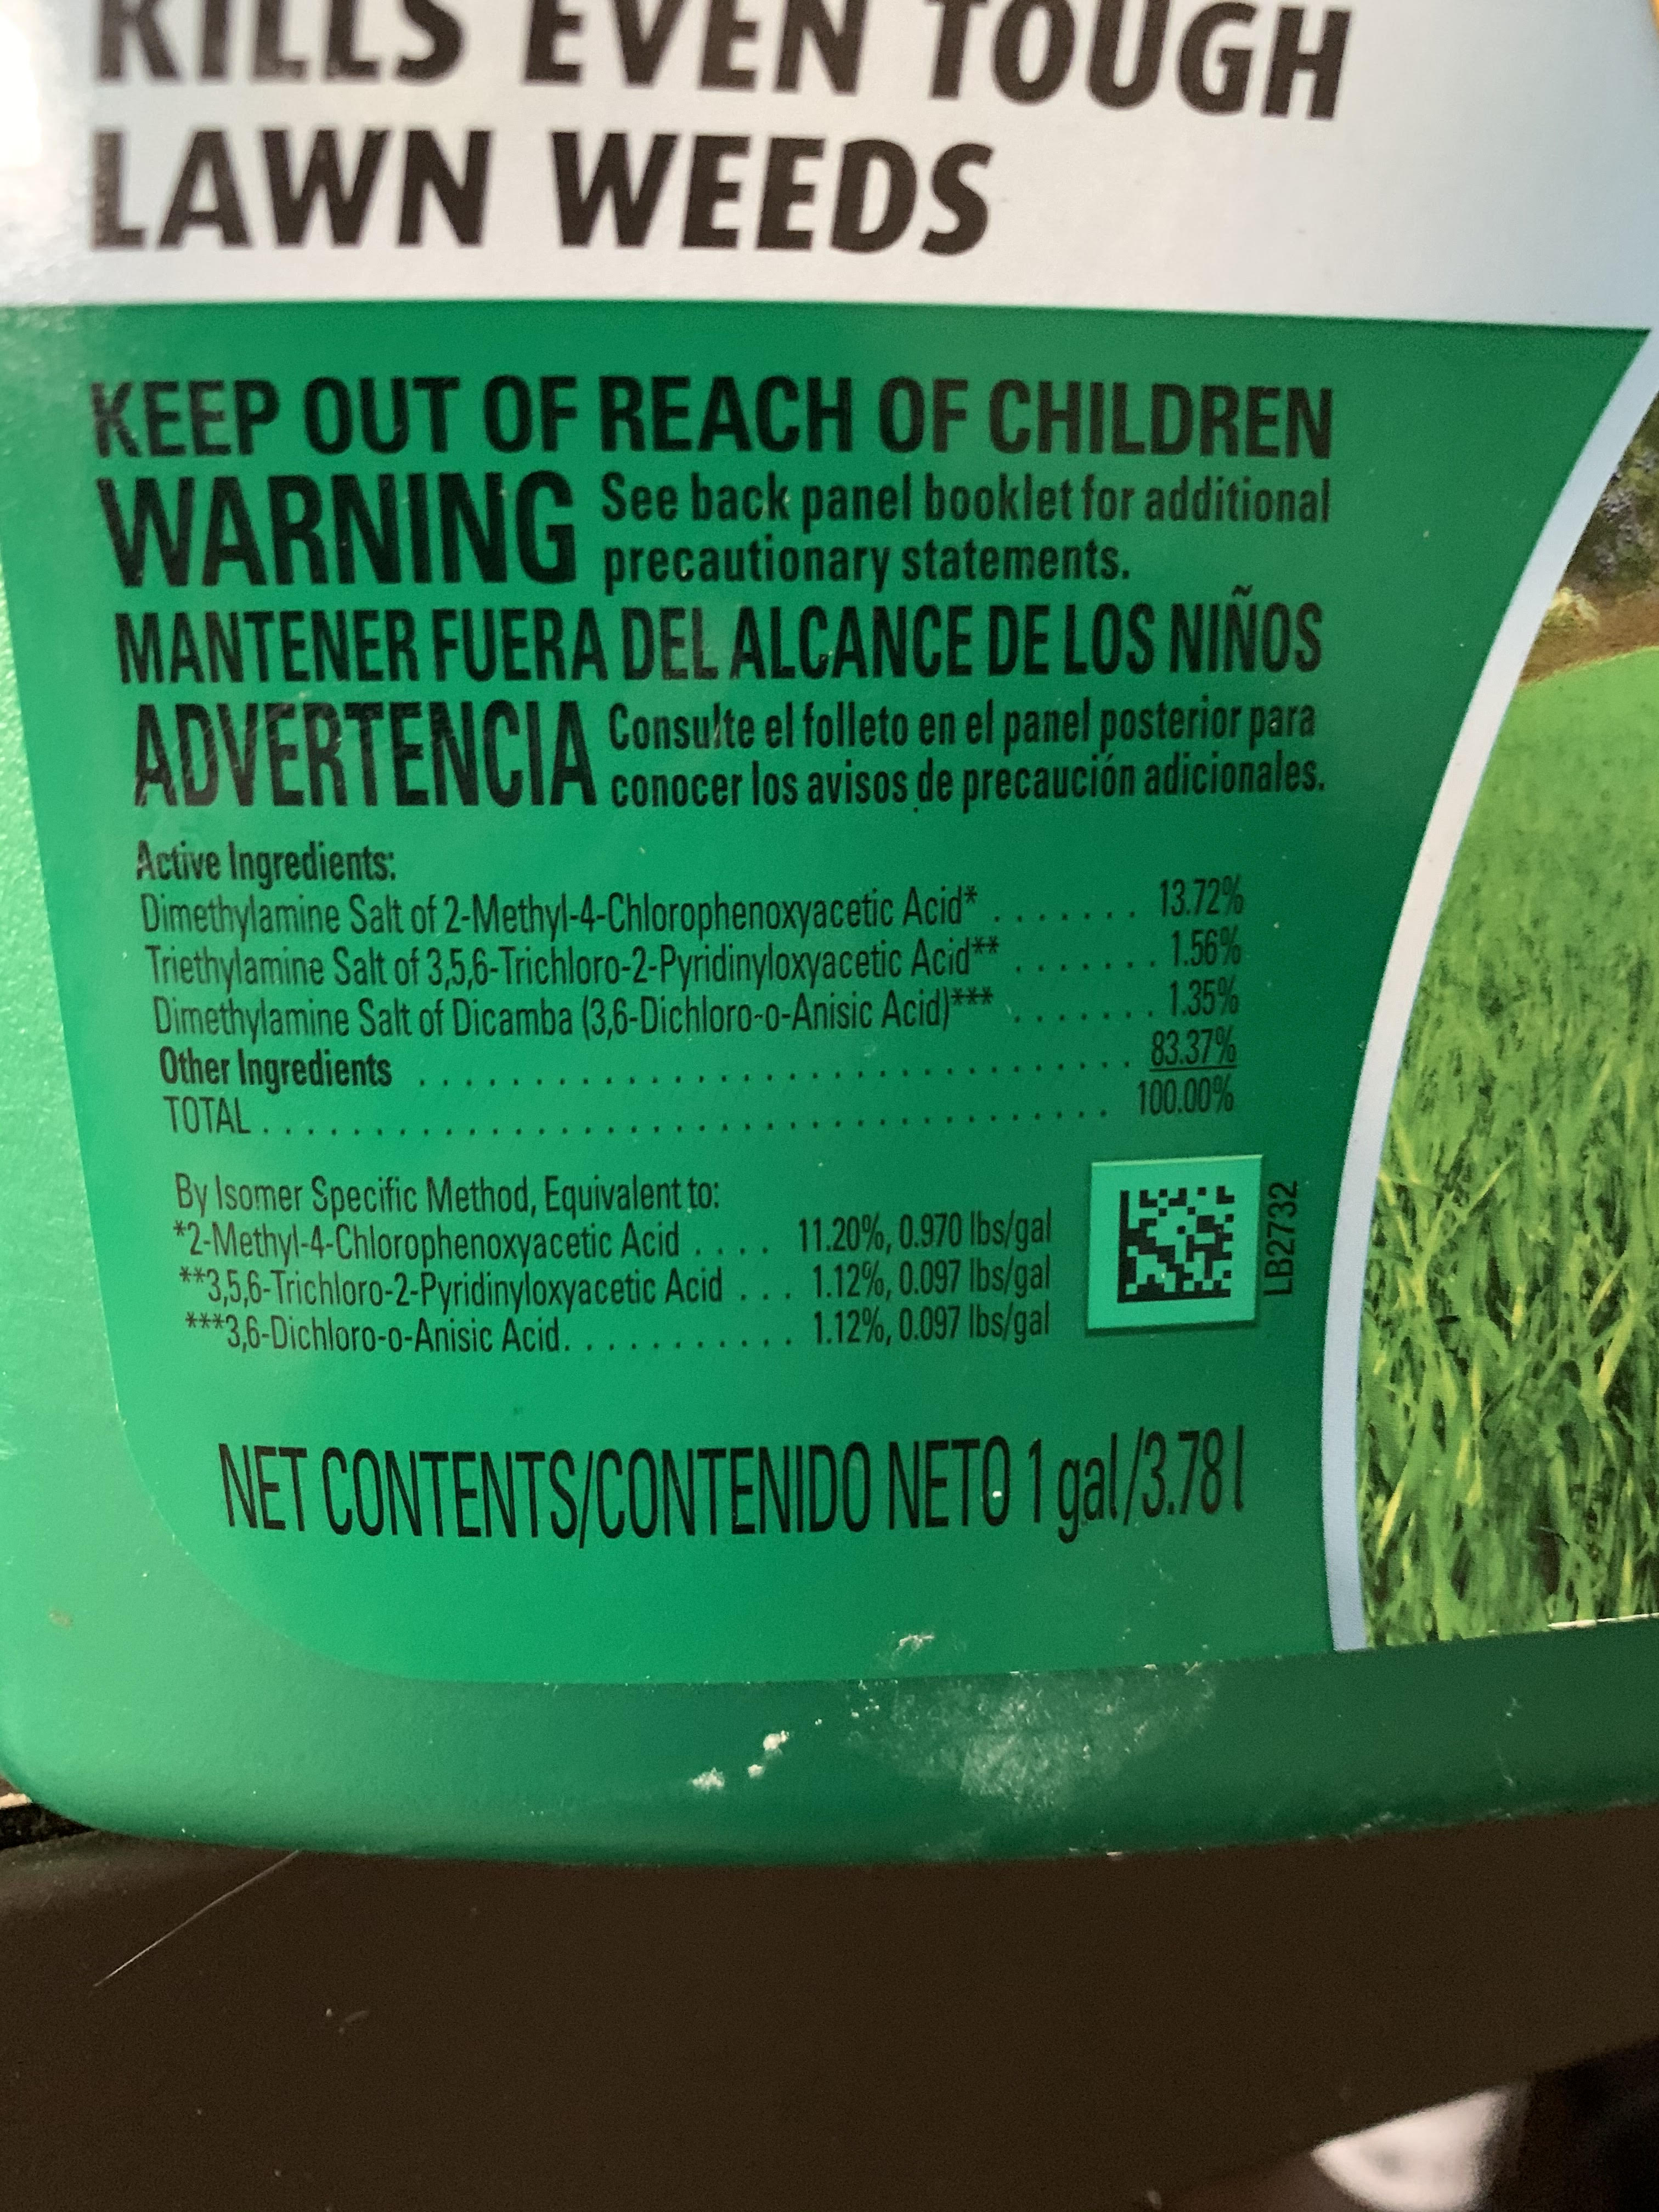 KILLS EVEN TOUGH
LAWN WEEDS
KEEP OUT OF REACH OF CHILDREN
WARNING See back panel booklet for additional
precautionary statements.
MANTENER FUERA DEL ALCANCE DE LOS NIÑOS
ADVERTENCIA Consulte el folleto en el panel posterior para
conocer los avisos de precaución adicionales.
Active Ingredients:
Dimethylamine Salt of 2-Methyl-4-Chlorophenoxyacetic Acid* . . . . . . . 13.72%
Triethylamine Salt of 3,5,6-Trichloro-2-Pyridinyloxyacetic Acid** . . . . . . . 1.56%
Dimethylamine Salt of Dicamba (3,6-Dichloro-o-Anisic Acid)*** . . . . . . . 1.35%
Other Ingredients . . . . . . . . . . . . . . . . . . . . . . . . . . . . . . . 83.37%
TOTAL . . . . . . . . . . . . . . . . . . . . . . . . . . . . . . . . . . . . . 100.00%
By Isomer Specific Method, Equivalent to:
*2-Methyl-4-Chlorophenoxyacetic Acid . . . . 11.20%, 0.970 lbs/gal
**3,5,6-Trichloro-2-Pyridinyloxyacetic Acid . . . 1.12%, 0.097 lbs/gal
***3,6-Dichloro-o-Anisic Acid. . . . . . . . . . . 1.12%, 0.097 lbs/gal
LB2732
NET CONTENTS/CONTENIDO NETO 1 gal/3.78 l